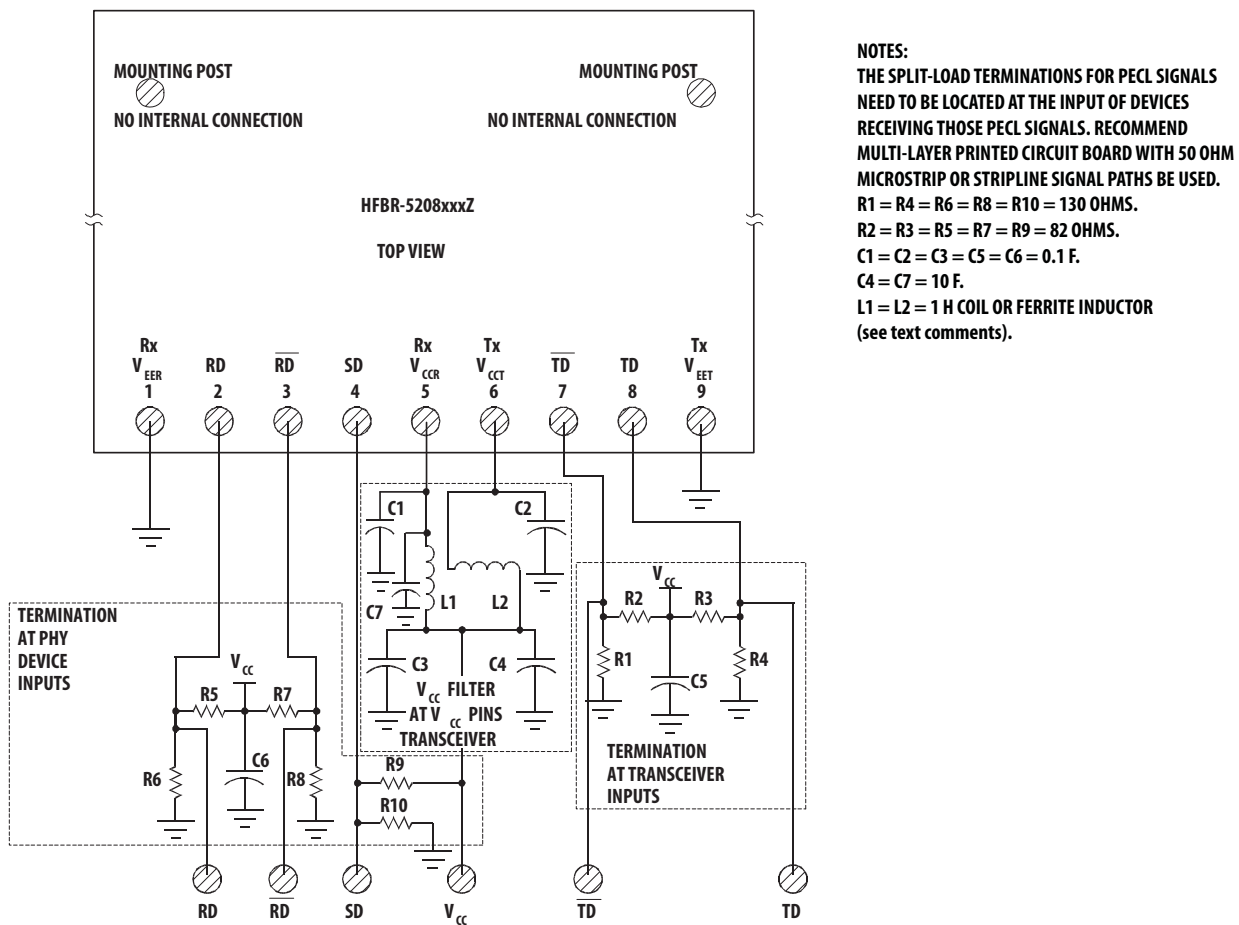 MOUNTING POST
MOUNTING POST
NO INTERNAL CONNECTION
NO INTERNAL CONNECTION
HFBR-5208xxxZ
TOP VIEW
Rx
V EER
1
RD
2
RD
3
SD
4
Rx
V CCR
5
Tx
V CCT
6
TD
7
TD
8
Tx
V EET
9
C1
C2
C7
L1
L2
C3
C4
V CC FILTER
AT V CC PINS
TRANSCEIVER
TERMINATION
AT PHY
DEVICE
INPUTS
V CC
R5
R7
R6
C6
R8
R9
R10
V CC
R2
R3
R1
C5
R4
TERMINATION
AT TRANSCEIVER
INPUTS
RD
RD
SD
V CC
TD
TD
NOTES:
THE SPLIT-LOAD TERMINATIONS FOR PECL SIGNALS
NEED TO BE LOCATED AT THE INPUT OF DEVICES
RECEIVING THOSE PECL SIGNALS. RECOMMEND
MULTI-LAYER PRINTED CIRCUIT BOARD WITH 50 OHM
MICROSTRIP OR STRIPLINE SIGNAL PATHS BE USED.
R1 = R4 = R6 = R8 = R10 = 130 OHMS.
R2 = R3 = R5 = R7 = R9 = 82 OHMS.
C1 = C2 = C3 = C5 = C6 = 0.1 F.
C4 = C7 = 10 F.
L1 = L2 = 1 H COIL OR FERRITE INDUCTOR
(see text comments).